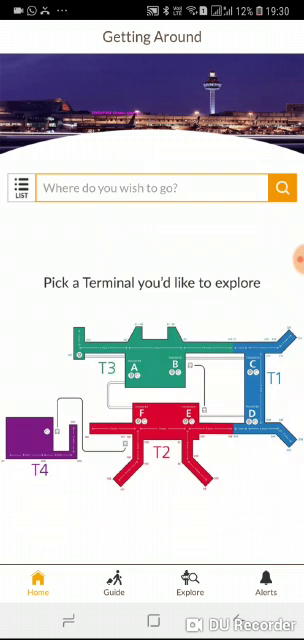 12% 19:30
Getting Around
LIST
Where do you wish to go?
Pick a Terminal you'd like to explore
T3
A
B
C
T1
F
E
D
T2
T4
Home
Guide
Explore
Alerts
DU Recorder